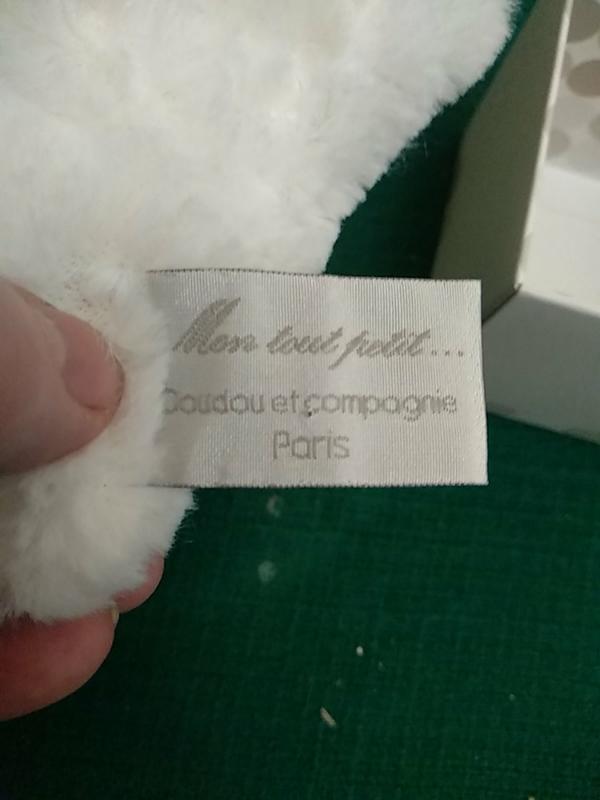 Mon tout petit...
Doudou et compagnie
Paris